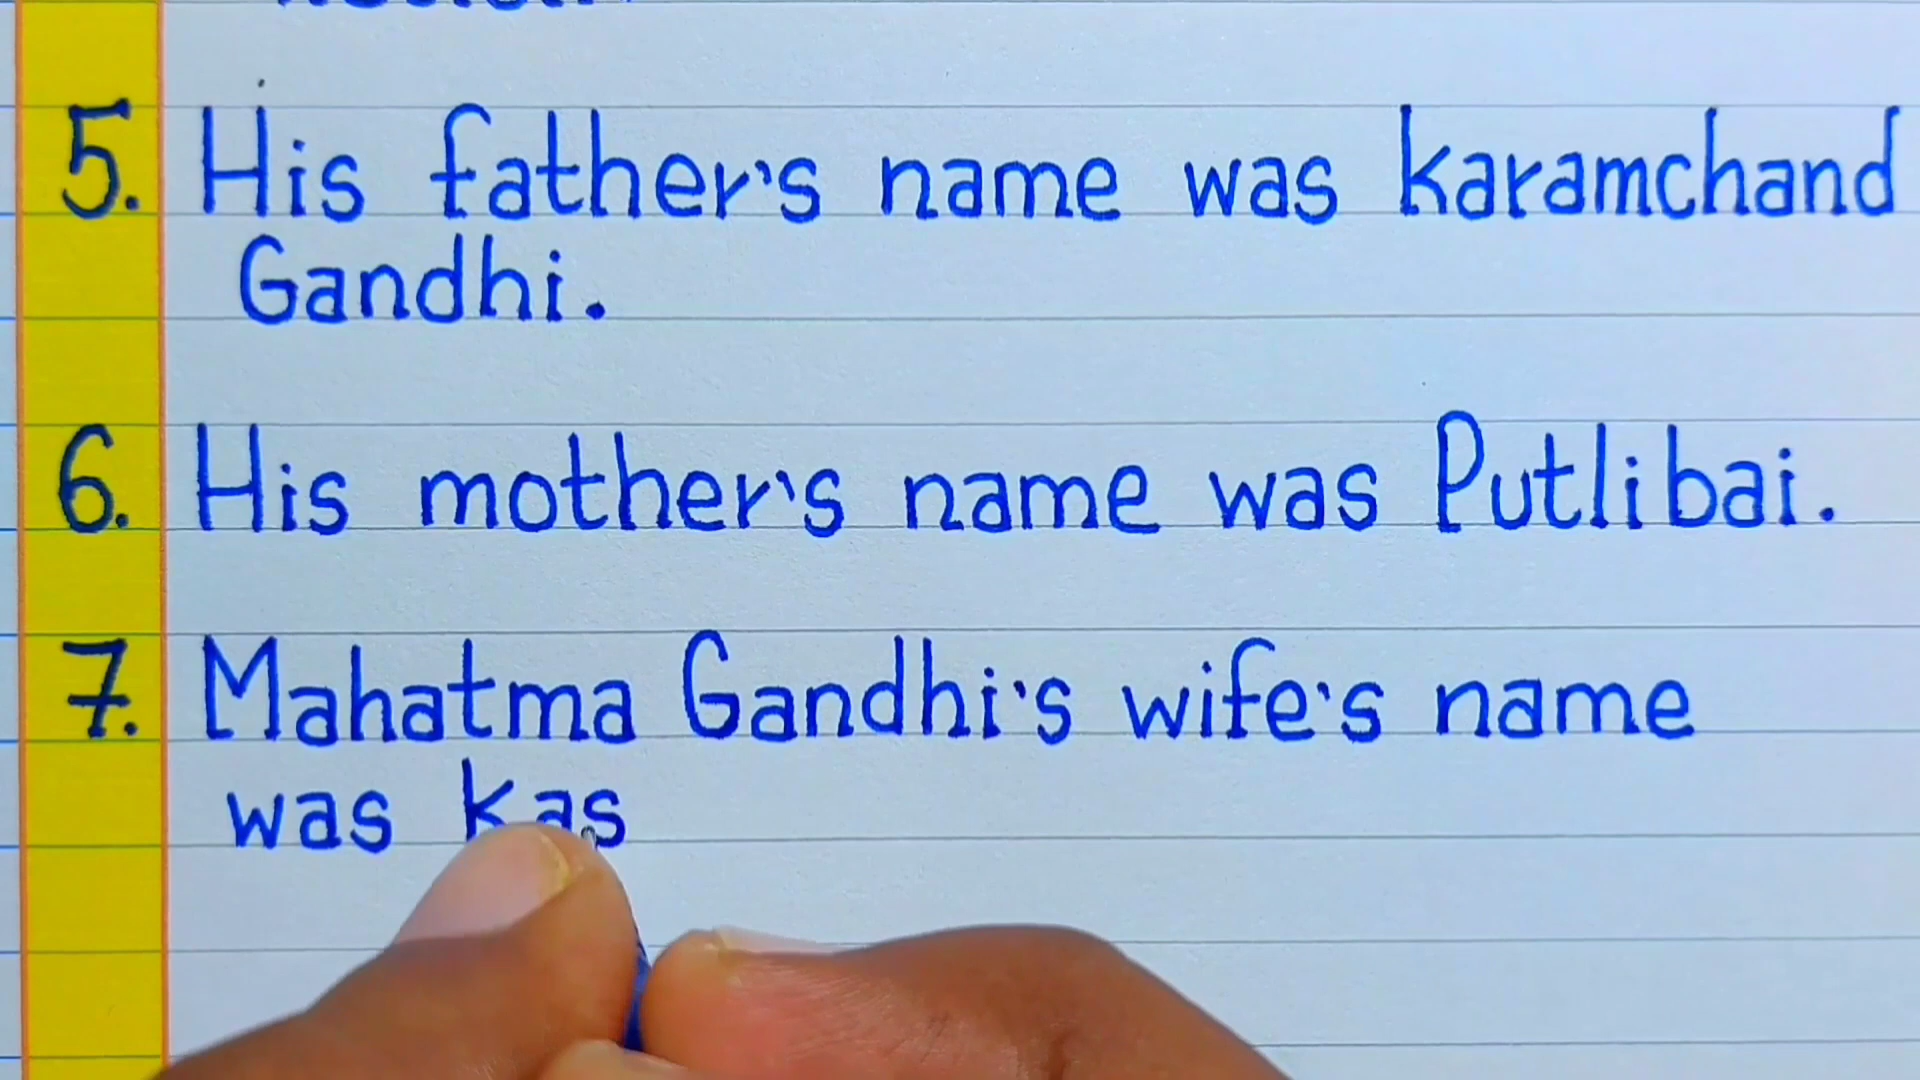 5. His father's name was karamchand
Gandhi.
6. His mother's name was Putlibai.
7. Mahatma Gandhi's wife's name
was kas